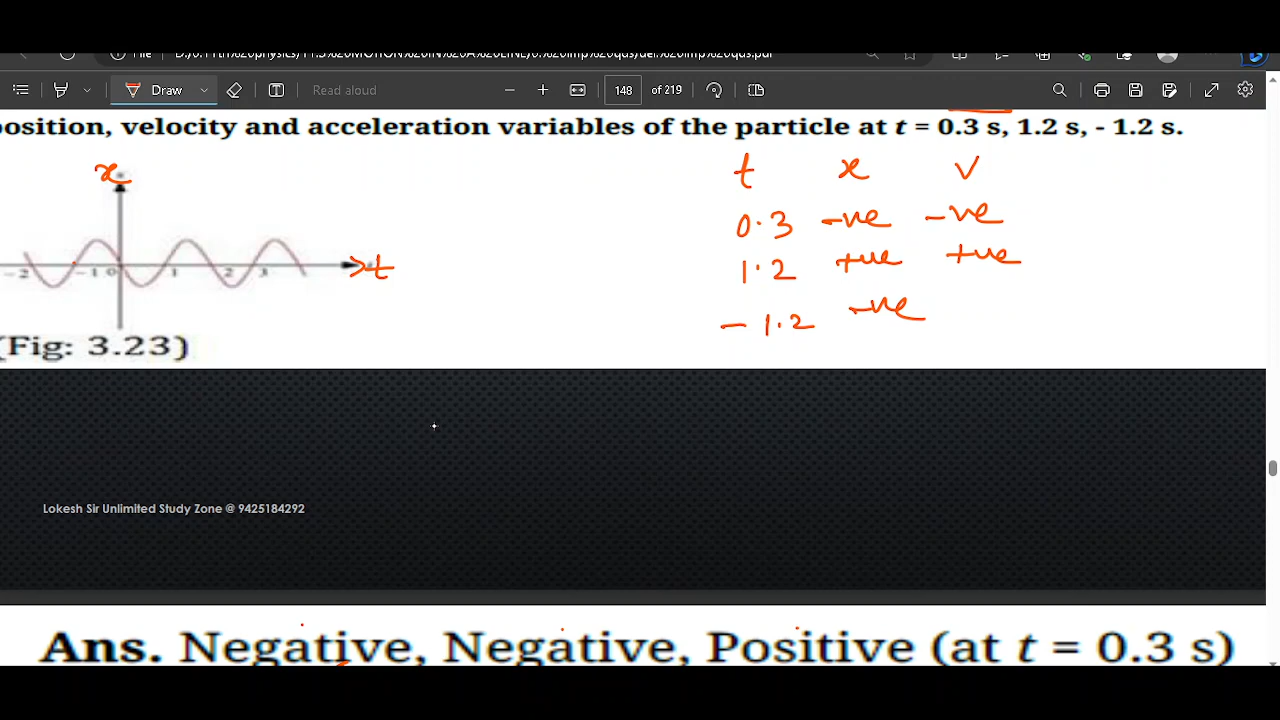 Draw
Read aloud
148 of 219
osition, velocity and acceleration variables of the particle at t = 0.3 s, 1.2 s, - 1.2 s.
x
t x v
0.3 -ve -ve
1.2 +ve +ve
- 1.2 -ve
-2 -1 0 1 2 3 t
(Fig: 3.23)
Lokesh Sir Unlimited Study Zone @ 9425184292
Ans. Negative, Negative, Positive (at t = 0.3 s)